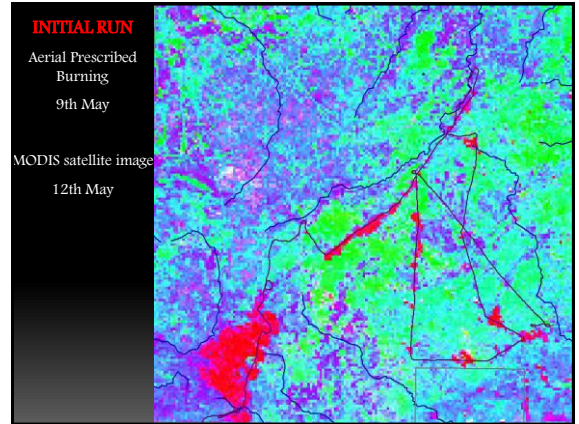 INITIAL RUN
Aerial Prescribed
Burning
9th May
MODIS satellite image
12th May